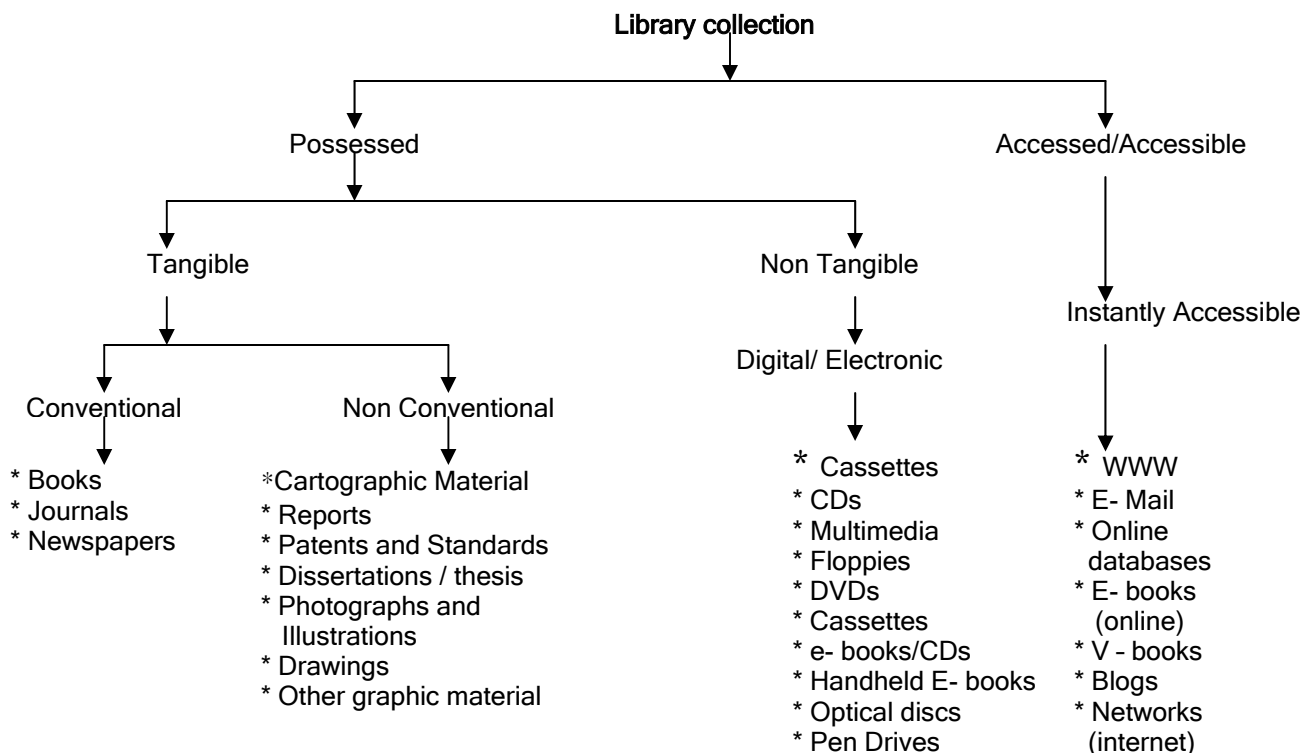 Library collection
Possessed
Accessed/Accessible
Tangible
Non Tangible
Instantly Accessible
Digital/ Electronic
Conventional
Non Conventional
* Books
* Journals
* Newspapers
*Cartographic Material
* Reports
* Patents and Standards
* Dissertations / thesis
* Photographs and
Illustrations
* Drawings
* Other graphic material
* Cassettes
* CDs
* Multimedia
* Floppies
* DVDs
* Cassettes
* e- books/CDs
* Handheld E- books
* Optical discs
* Pen Drives
* WWW
* E- Mail
* Online
databases
* E- books
(online)
* V - books
* Blogs
* Networks
(internet)